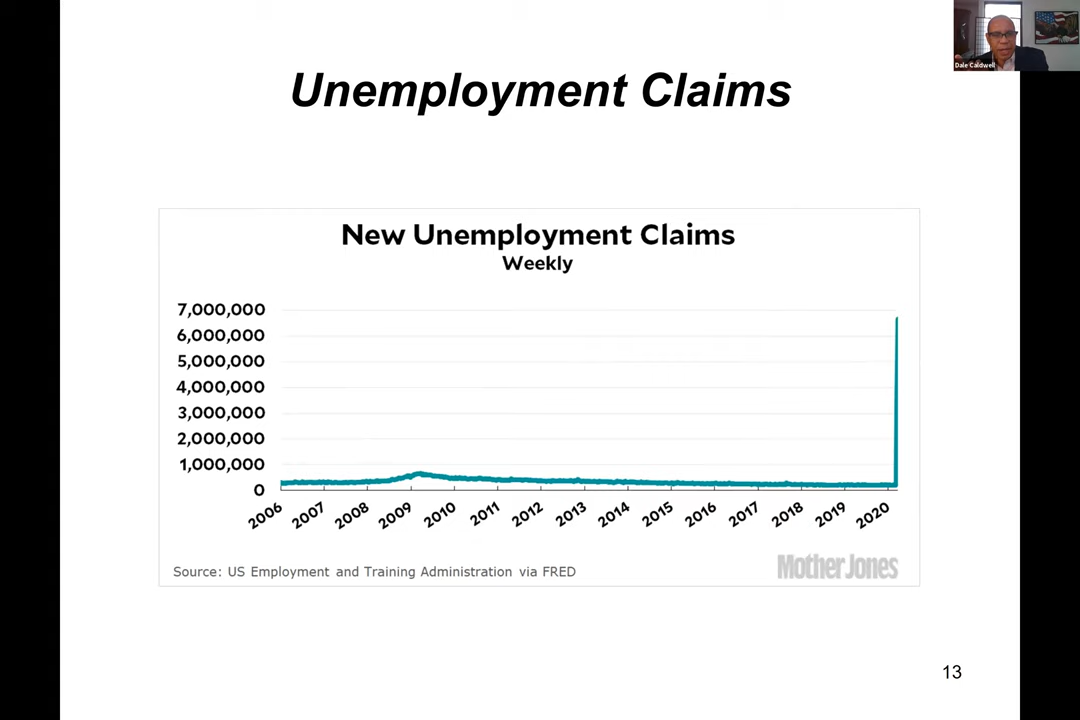 Dale Caldwell
Unemployment Claims
New Unemployment Claims
Weekly
7,000,000
6,000,000
5,000,000
4,000,000
3,000,000
2,000,000
1,000,000
0
2006 2007 2008 2009 2010 2011 2012 2013 2014 2015 2016 2017 2018 2019 2020
Source: US Employment and Training Administration via FRED
Mother Jones
13